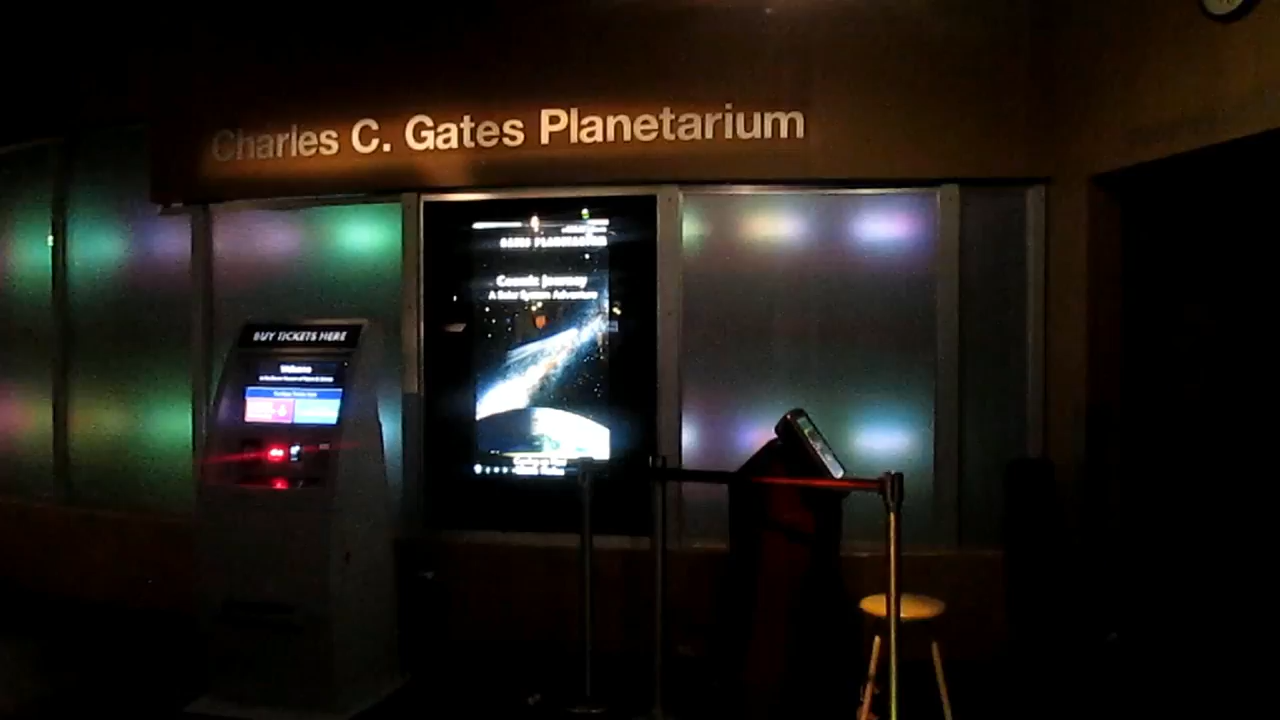 Charles C. Gates Planetarium
BUY TICKETS HERE
Welcome
GATES PLANETARIUM
Cosmic Journey
A Solar System Adventure